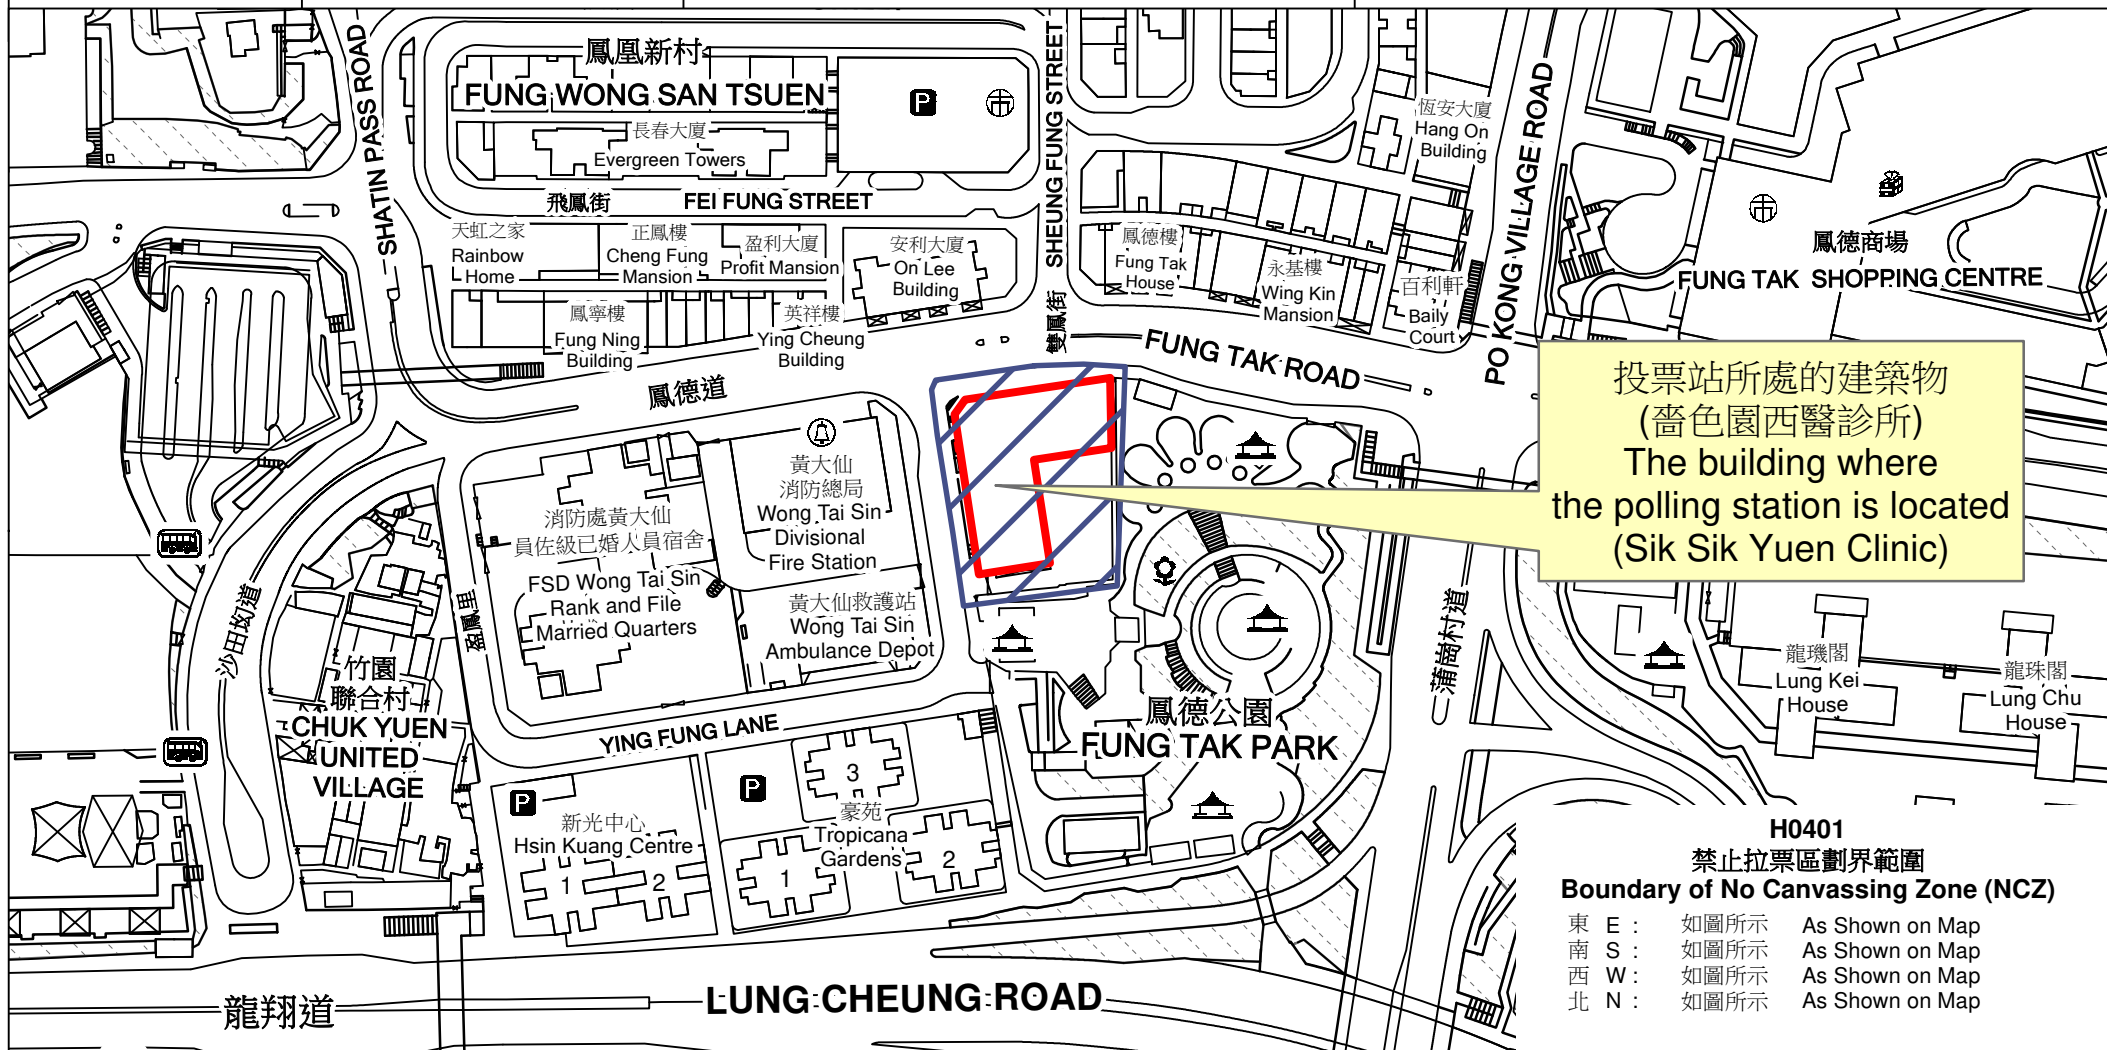 鳳凰新村
FUNG WONG SAN TSUEN
長春大廈
Evergreen Towers
P
飛鳳街
FEI FUNG STREET
SHATIN PASS ROAD
SHEUNG FUNG STREET
雙鳳街
恆安大廈
Hang On
Building
PO KONG VILLAGE ROAD
鳳德商場
FUNG TAK SHOPPING CENTRE
天虹之家
Rainbow
Home
正鳳樓
Cheng Fung
Mansion
盈利大廈
Profit Mansion
安利大廈
On Lee
Building
鳳德樓
Fung Tak
House
永基樓
Wing Kin
Mansion
百利軒
Baily
Court
鳳寧樓
Fung Ning
Building
英祥樓
Ying Cheung
Building
鳳德道
FUNG TAK ROAD
投票站所處的建築物
(嗇色園西醫診所)
The building where
the polling station is located
(Sik Sik Yuen Clinic)
黃大仙
消防總局
Wong Tai Sin
Divisional
Fire Station
消防處黃大仙
員佐級已婚人員宿舍
FSD Wong Tai Sin
Rank and File
Married Quarters
黃大仙救護站
Wong Tai Sin
Ambulance Depot
盈鳳里
沙田坳道
蒲崗村道
竹園
聯合村
CHUK YUEN
UNITED
VILLAGE
YING FUNG LANE
鳳德公園
FUNG TAK PARK
龍璣閣
Lung Kei
House
龍珠閣
Lung Chu
House
P
新光中心
Hsin Kuang Centre
1
2
P
3
豪苑
Tropicana
Gardens
1
2
龍翔道
LUNG CHEUNG ROAD
H0401
禁止拉票區劃界範圍
Boundary of No Canvassing Zone (NCZ)
東 E : 如圖所示 As Shown on Map
南 S : 如圖所示 As Shown on Map
西 W : 如圖所示 As Shown on Map
北 N : 如圖所示 As Shown on Map